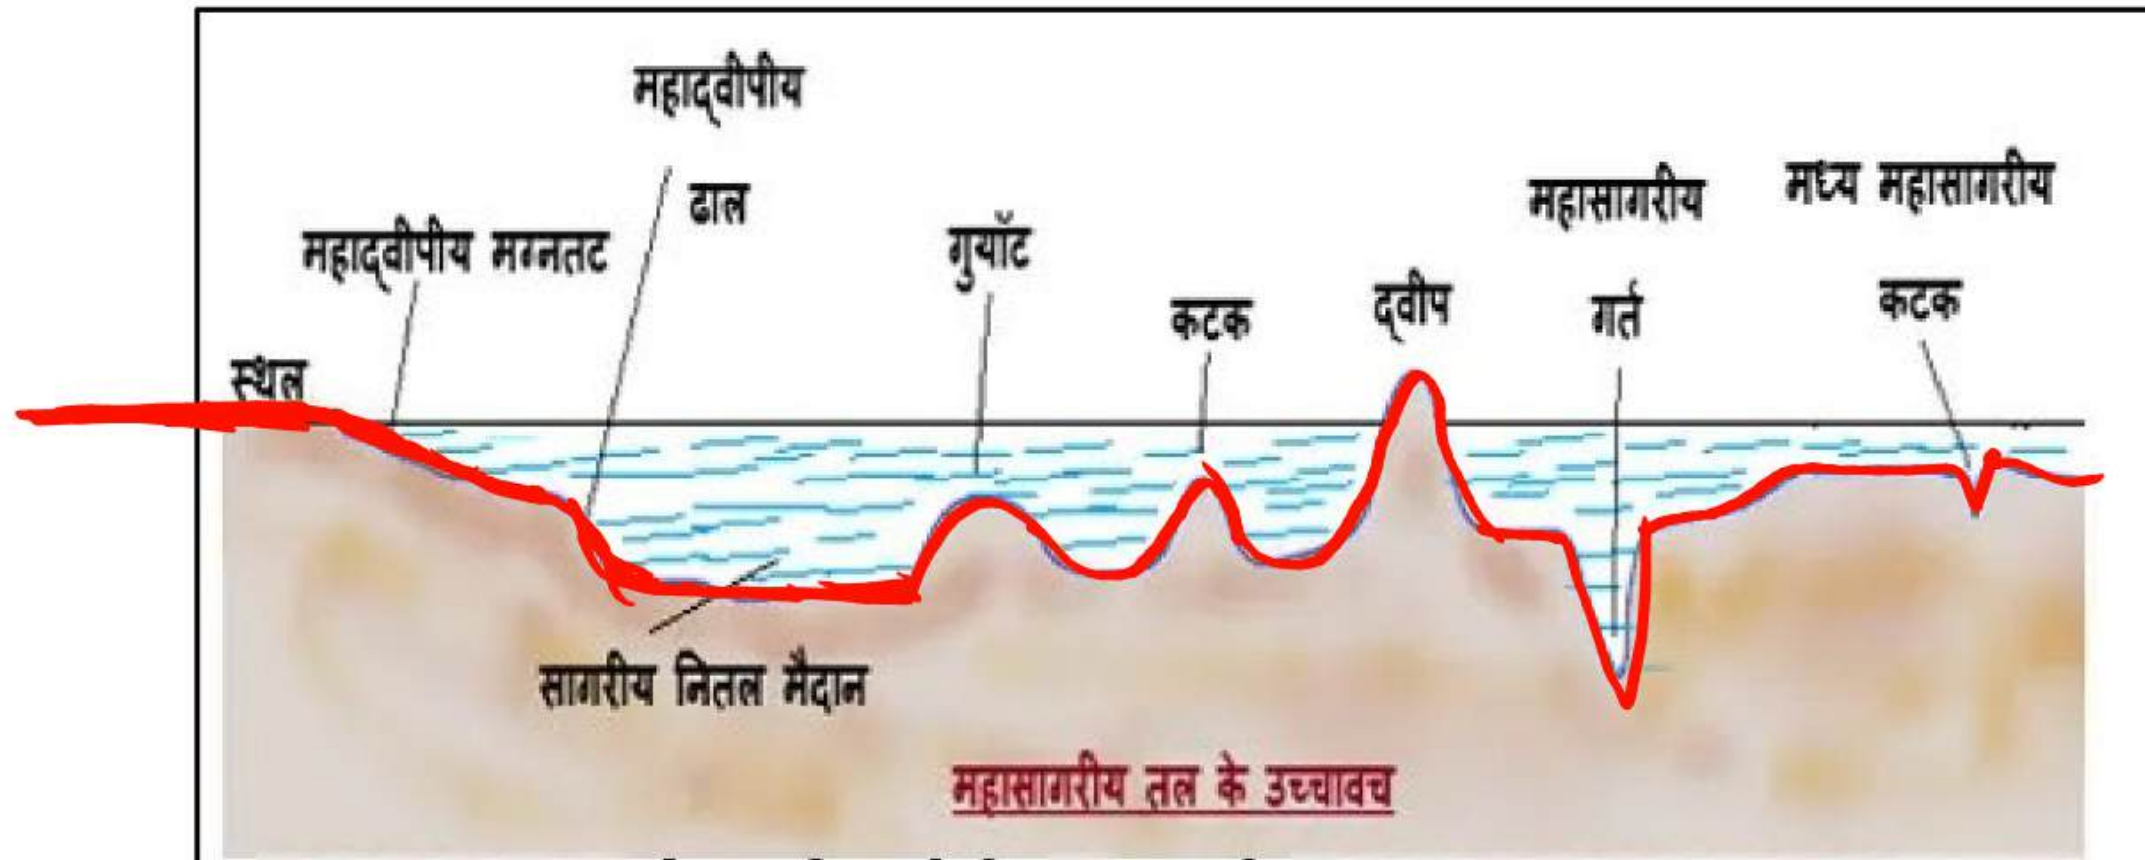 महाद्वीपीय
ढाल
महाद्वीपीय मग्नतट
स्थल
गुयॉट
कटक
द्वीप
महासागरीय
गर्त
मध्य महासागरीय
कटक
सागरीय नितल मैदान
महासागरीय तल के उच्चावच